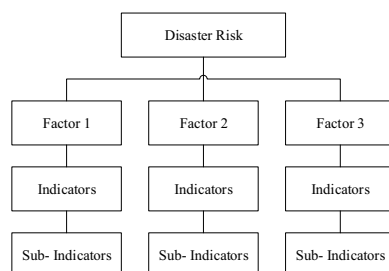 Disaster Risk
Factor 1
Factor 2
Factor 3
Indicators
Indicators
Indicators
Sub- Indicators
Sub- Indicators
Sub- Indicators